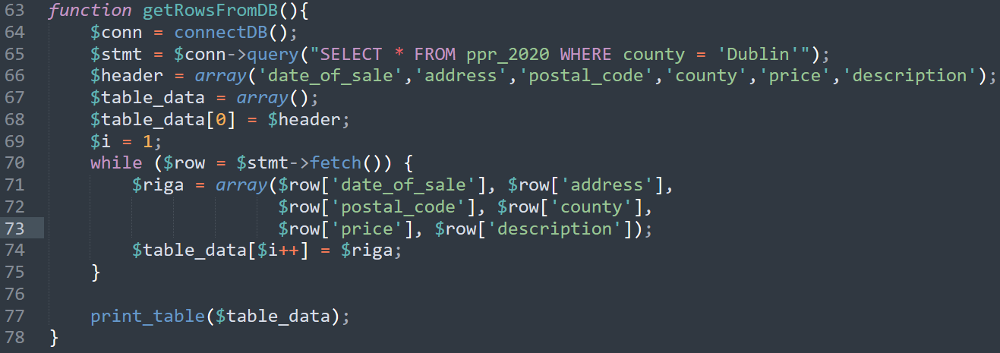 63 function getRowsFromDB(){
64     $conn = connectDB();
65     $stmt = $conn->query("SELECT * FROM ppr_2020 WHERE county = 'Dublin'");
66     $header = array('date_of_sale','address','postal_code','county','price','description');
67     $table_data = array();
68     $table_data[0] = $header;
69     $i = 1;
70     while ($row = $stmt->fetch()) {
71         $riga = array($row['date_of_sale'], $row['address'],
72                       $row['postal_code'], $row['county'],
73                       $row['price'], $row['description']);
74         $table_data[$i++] = $riga;
75     }
76
77     print_table($table_data);
78 }